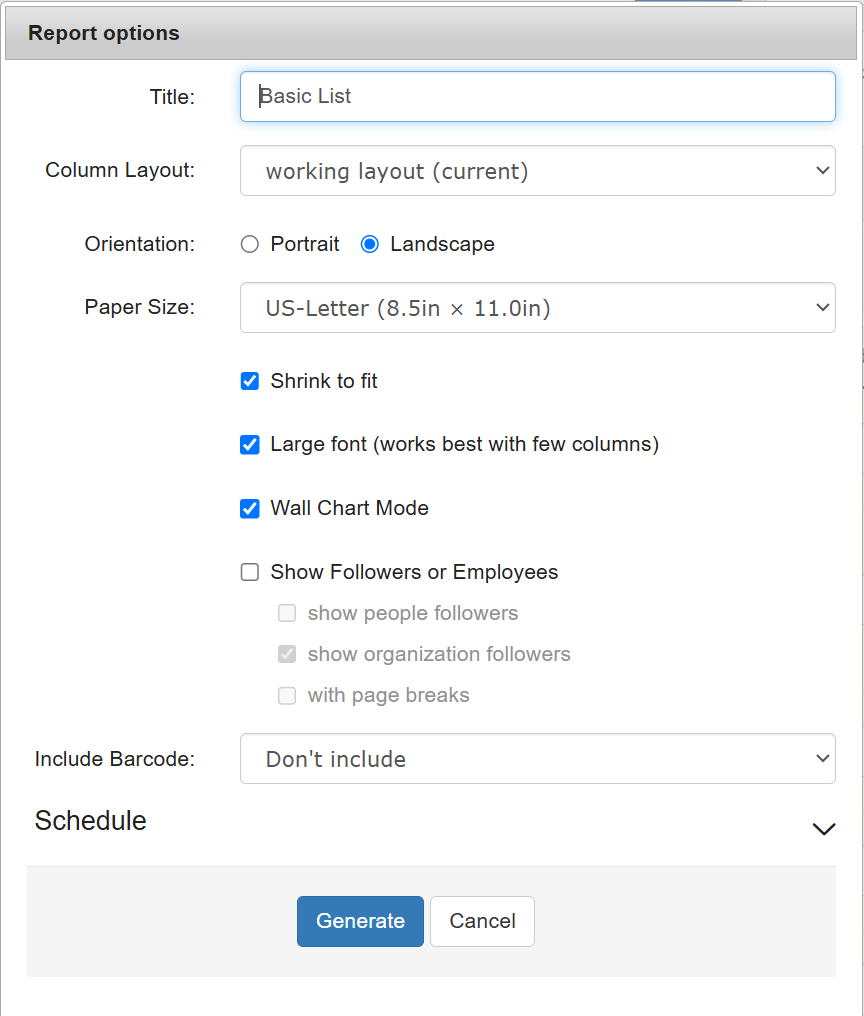 Report options
Title:
Basic List
Column Layout:
working layout (current)
Orientation:
Portrait
Landscape
Paper Size:
US-Letter (8.5in × 11.0in)
Shrink to fit
Large font (works best with few columns)
Wall Chart Mode
Show Followers or Employees
show people followers
show organization followers
with page breaks
Include Barcode:
Don't include
Schedule
Generate
Cancel